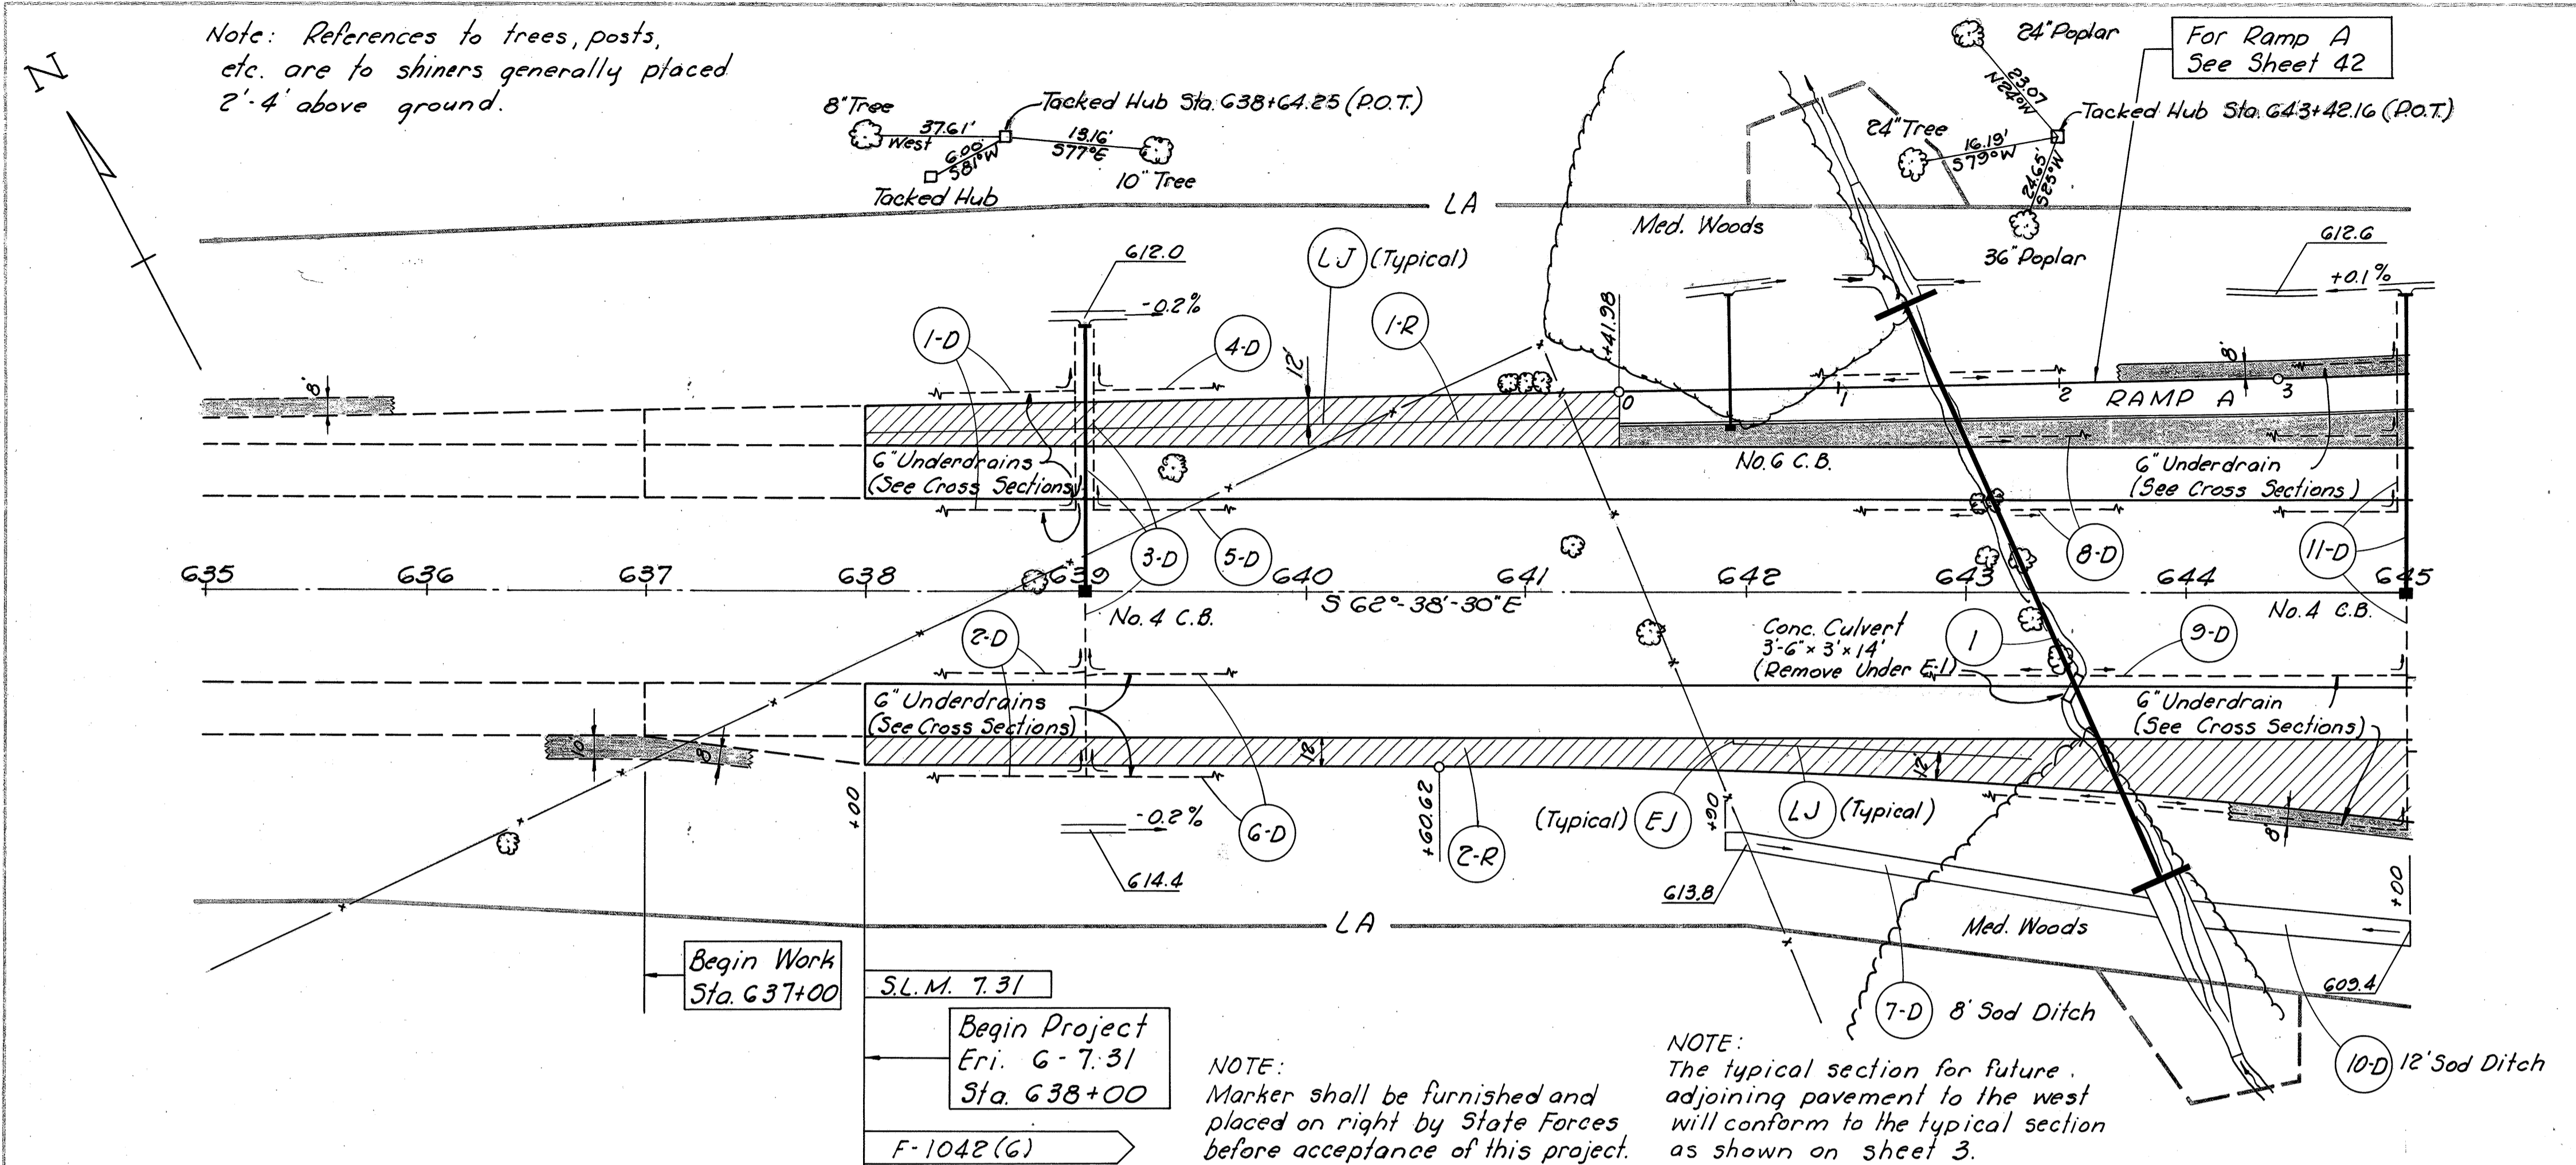 Note: References to trees, posts,
etc. are to shiners generally placed
2'-4' above ground.
N
8" Tree
37.61'
West
6.00'
S81°W
Tacked Hub
Tacked Hub Sta. 638+64.25 (P.O.T.)
13.16'
S77°E
10" Tree
24" Poplar
23.07
N24°W
For Ramp A
See Sheet 42
Tacked Hub Sta. 643+42.16 (P.O.T.)
24" Tree
16.19'
S79°W
24.65'
S25°W
36" Poplar
LA
Med. Woods
612.0
-0.2%
LJ (Typical)
1-R
1-D
4-D
12'
+41.98
612.6
+0.1%
8'
8'
0
1
2
3
RAMP A
6" Underdrains
(See Cross Sections)
No. 6 C.B.
6" Underdrain
(See Cross Sections)
3-D
5-D
8-D
11-D
635
636
637
638
639
640
641
642
643
644
645
S 62°-38'-30" E
No. 4 C.B.
No. 4 C.B.
2-D
Conc. Culvert
3'-6" x 3' x 14'
(Remove Under E-1)
1
9-D
6" Underdrains
(See Cross Sections)
6" Underdrain
(See Cross Sections)
10'
8'
12'
12'
8'
+00
-0.2%
614.4
6-D
+60.62
2-R
(Typical) EJ
+90
LJ (Typical)
613.8
+00
LA
Med. Woods
609.4
Begin Work
Sta. 637+00
S.L.M. 7.31
Begin Project
Eri. 6-7.31
Sta. 638+00
F-1042(6)
7-D 8' Sod Ditch
10-D 12' Sod Ditch
NOTE:
Marker shall be furnished and
placed on right by State Forces
before acceptance of this project.
NOTE:
The typical section for future
adjoining pavement to the west
will conform to the typical section
as shown on sheet 3.